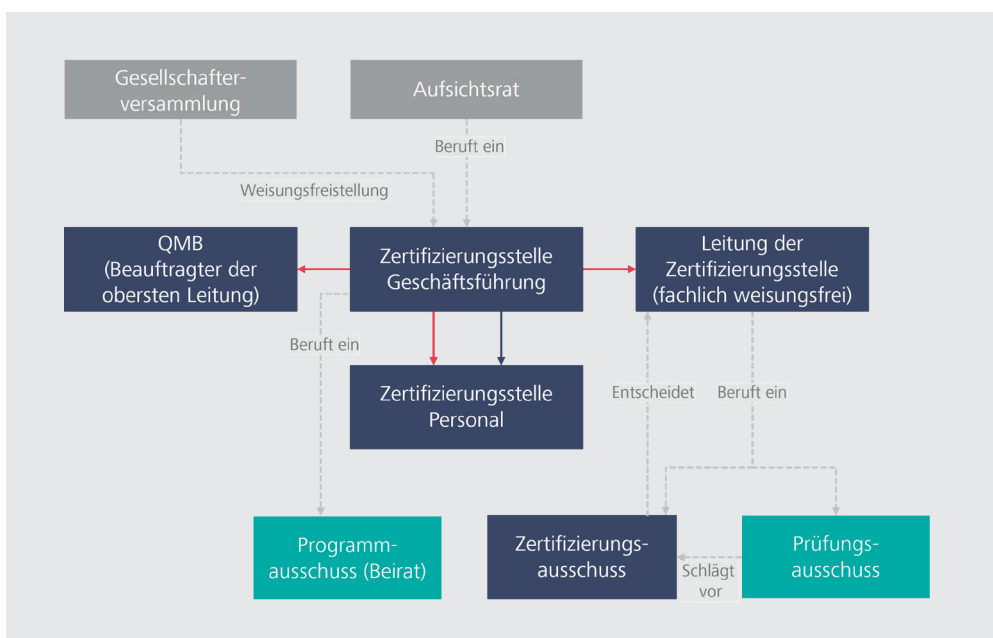 Gesellschafter-
versammlung
Aufsichtsrat
Beruft ein
Weisungsfreistellung
QMB
(Beauftragter der
obersten Leitung)
Zertifizierungsstelle
Geschäftsführung
Leitung der
Zertifizierungsstelle
(fachlich weisungsfrei)
Beruft ein
Zertifizierungsstelle
Personal
Entscheidet
Beruft ein
Programm-
ausschuss (Beirat)
Zertifizierungs-
ausschuss
Schlägt
vor
Prüfungs-
ausschuss